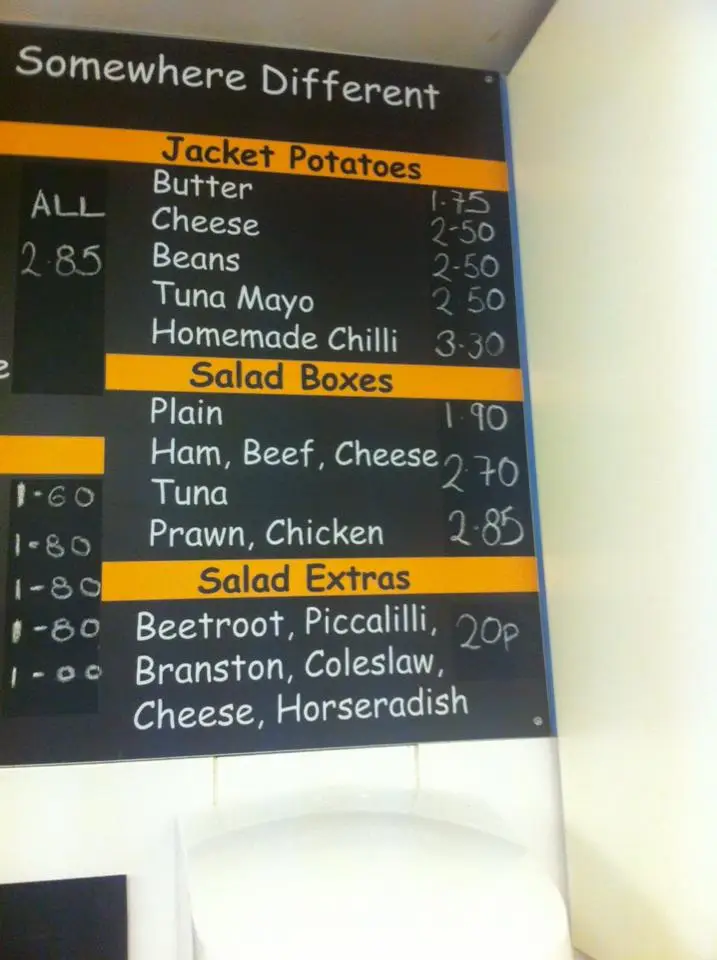 Somewhere Different
Jacket Potatoes
Butter 1.75
Cheese 2-50
Beans 2-50
Tuna Mayo 2 50
Homemade Chilli 3-30
Salad Boxes
Plain 1.90
Ham, Beef, Cheese 2.70
Tuna
Prawn, Chicken 2.85
Salad Extras
Beetroot, Piccalilli, 20p
Branston, Coleslaw,
Cheese, Horseradish
ALL
2.85
e
1-60
1-80
1-80
1-80
1-00